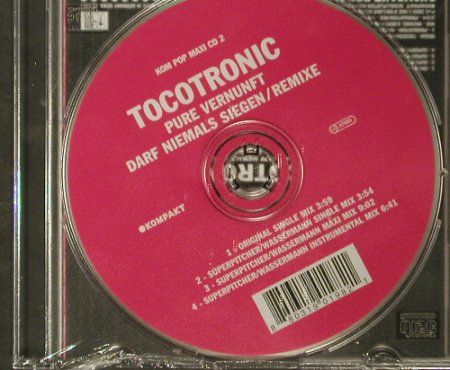 KOM POP MAXI CD 2
TOCOTRONIC
PURE VERNUNFT
DARF NIEMALS SIEGEN/REMIXE
KOMPAKT
1 - ORIGINAL SINGLE MIX 3:59
2 - SUPERPITCHER/WASSERMANN SINGLE MIX 3:54
3 - SUPERPITCHER/WASSERMANN MAXI MIX 9:02
4 - SUPERPITCHER/WASSERMANN INSTRUMENTAL MIX 6:41